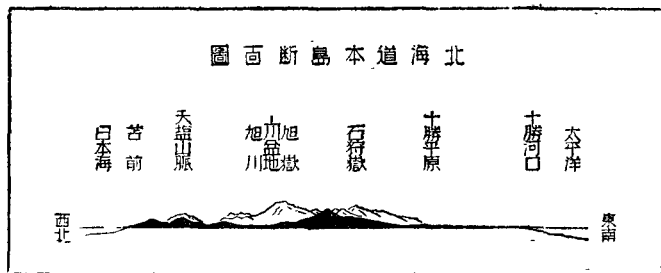 北海道本島断面圖
太平洋
十勝河口
十勝平原
石狩嶽
旭嶽
上川盆地
旭川
天塩山脈
苫前
日本海
東南
西北